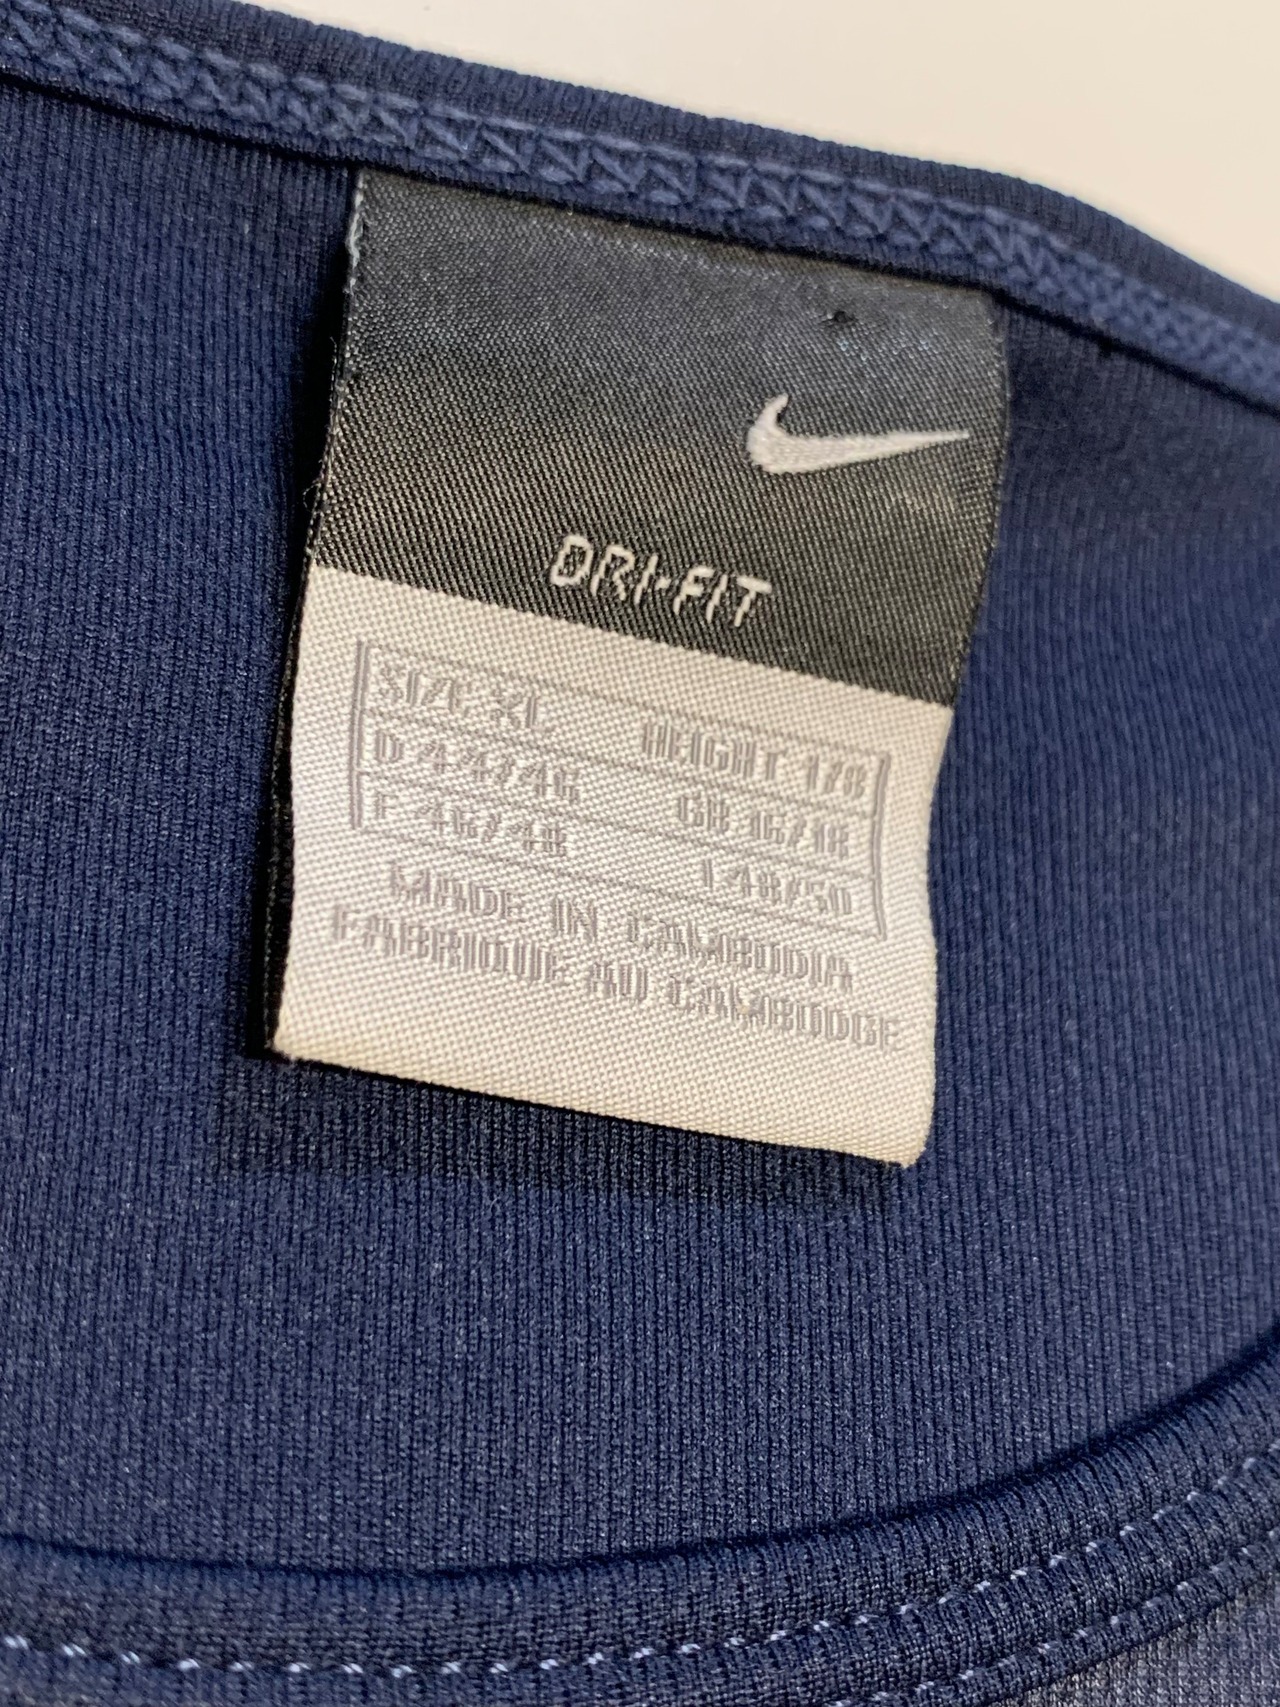 DRI-FIT
SIZE XL HEIGHT 178
D 44/46 GB 16/18
F 46/48 I 48/50
MADE IN CAMBODIA
FABRIQUE AU CAMBODGE